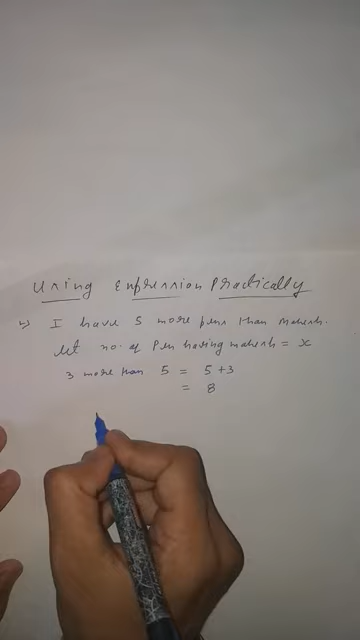 Using Expression Practically
=> I have 5 more pens than Mahesh.
Let no. of Pen having mahesh = x
3 more than 5 = 5 + 3
= 8